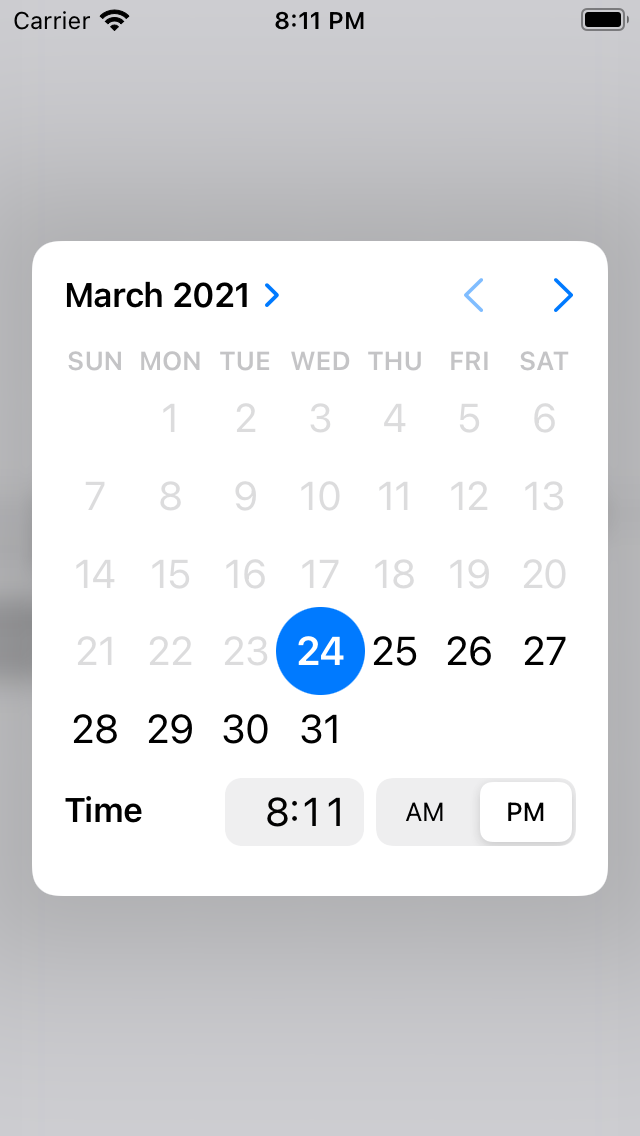 Carrier 8:11 PM
March 2021
SUN MON TUE WED THU FRI SAT
1 2 3 4 5 6
7 8 9 10 11 12 13
14 15 16 17 18 19 20
21 22 23 24 25 26 27
28 29 30 31
Time 8:11 AM PM